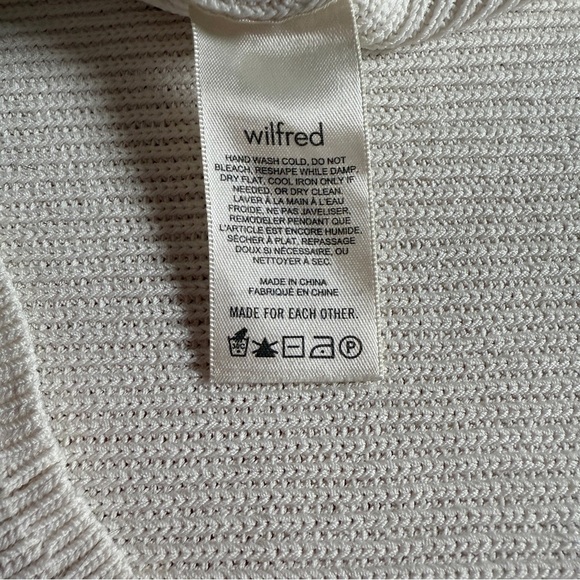 wilfred
HAND WASH COLD, DO NOT
BLEACH, RESHAPE WHILE DAMP,
DRY FLAT, COOL IRON ONLY IF
NEEDED, OR DRY CLEAN.
LAVER À LA MAIN À L'EAU
FROIDE, NE PAS JAVELISER,
REMODELER PENDANT QUE
L'ARTICLE EST ENCORE HUMIDE,
SÉCHER À PLAT, REPASSAGE
DOUX SI NÉCESSAIRE, OU
NETTOYER À SEC.
MADE IN CHINA
FABRIQUÉ EN CHINE
MADE FOR EACH OTHER.
30C P